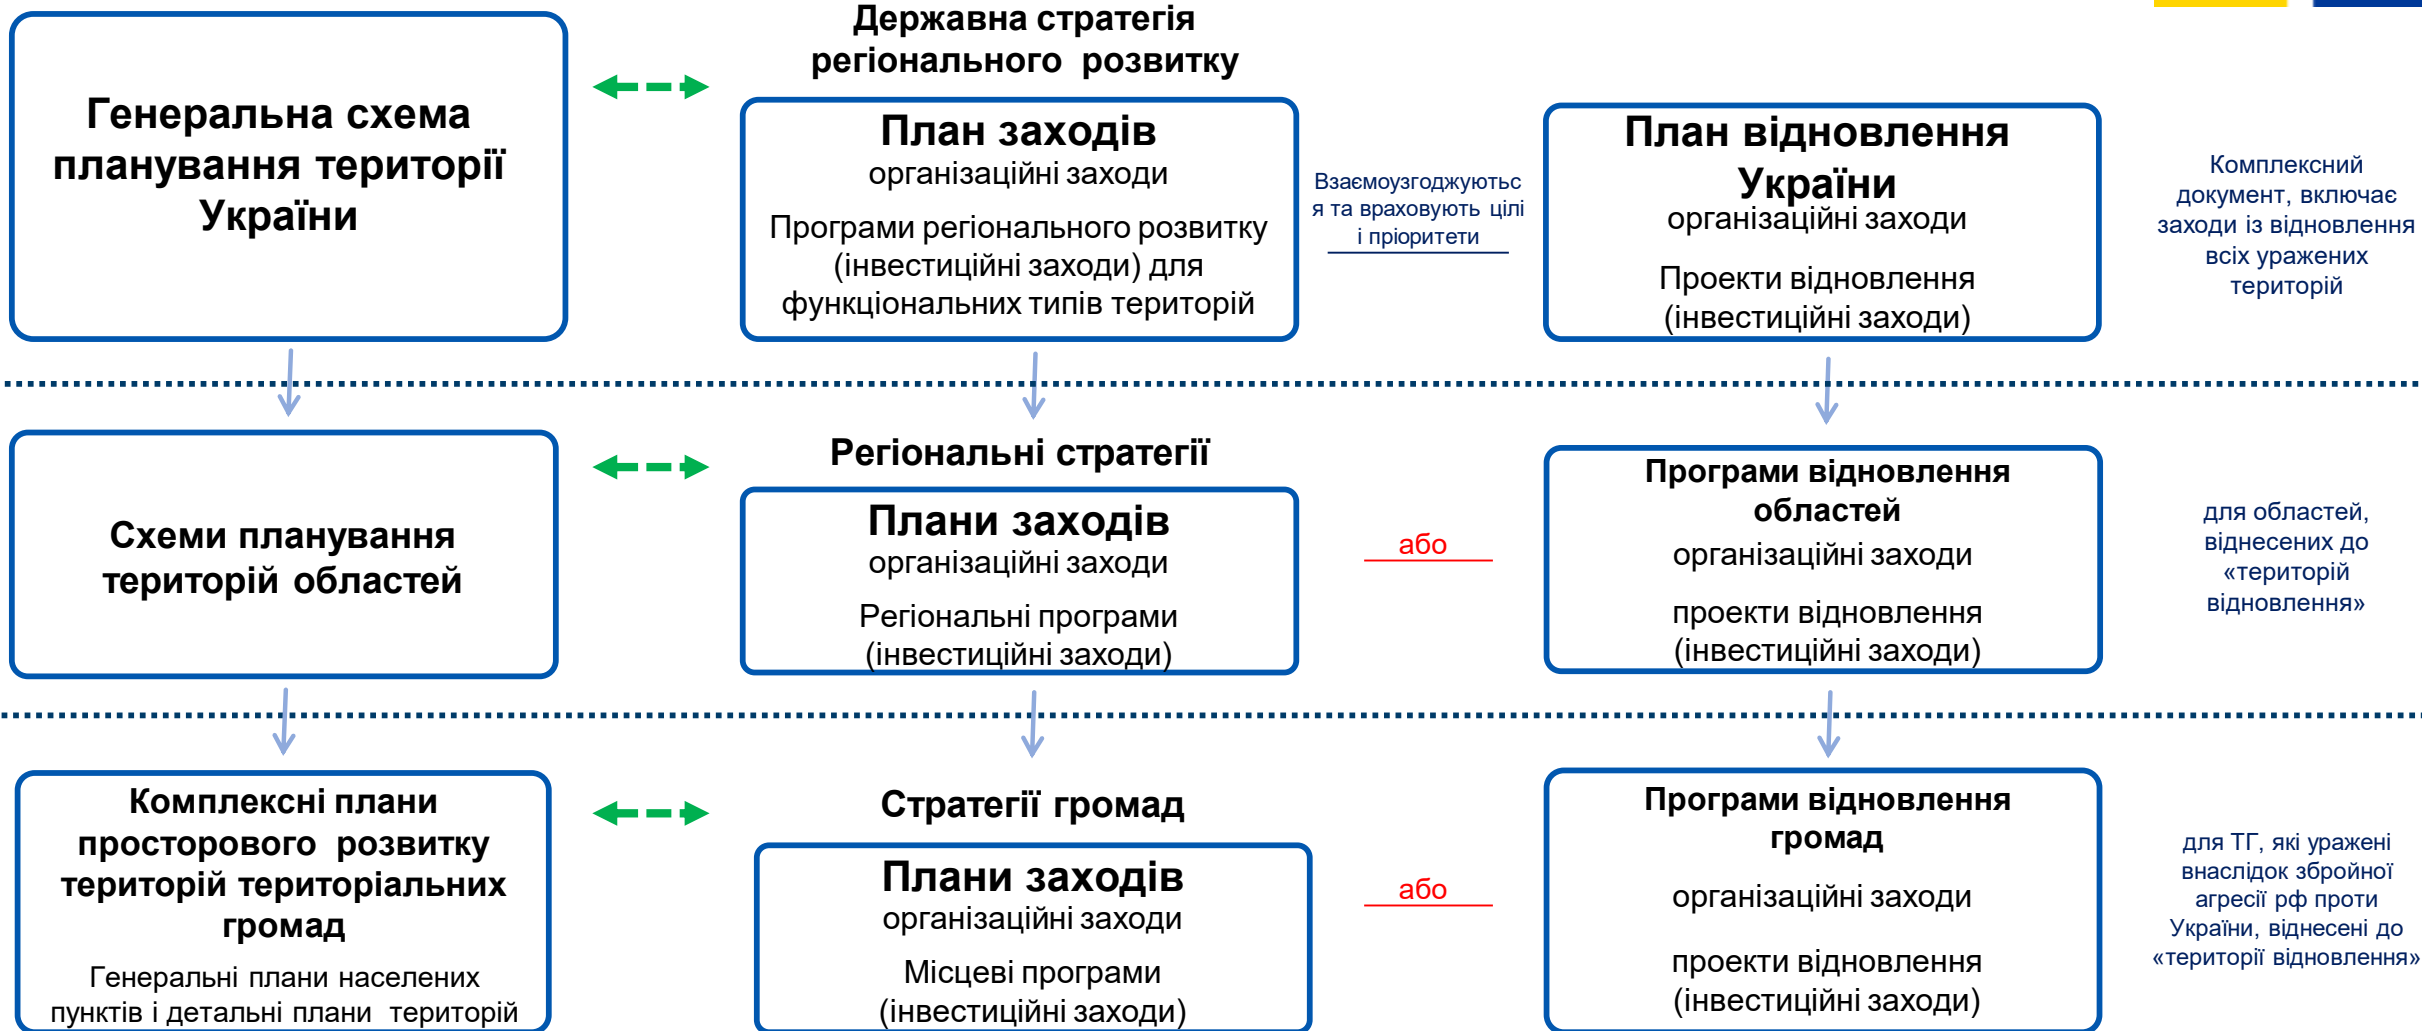 Державна стратегія
регіонального розвитку
Генеральна схема
планування території
України
План заходів
організаційні заходи
Програми регіонального розвитку
(інвестиційні заходи) для
функціональних типів територій
Взаємоузгоджуютьс
я та враховують цілі
і пріоритети
План відновлення
України
організаційні заходи
Проекти відновлення
(інвестиційні заходи)
Комплексний
документ, включає
заходи із відновлення
всіх уражених
територій
Схеми планування
територій областей
Регіональні стратегії
Плани заходів
організаційні заходи
Регіональні програми
(інвестиційні заходи)
або
Програми відновлення
областей
організаційні заходи
проекти відновлення
(інвестиційні заходи)
для областей,
віднесених до
«територій
відновлення»
Комплексні плани
просторового розвитку
територій територіальних
громад
Генеральні плани населених
пунктів і детальні плани територій
Стратегії громад
Плани заходів
організаційні заходи
Місцеві програми
(інвестиційні заходи)
або
Програми відновлення
громад
організаційні заходи
проекти відновлення
(інвестиційні заходи)
для ТГ, які уражені
внаслідок збройної
агресії рф проти
України, віднесені до
«території відновлення»